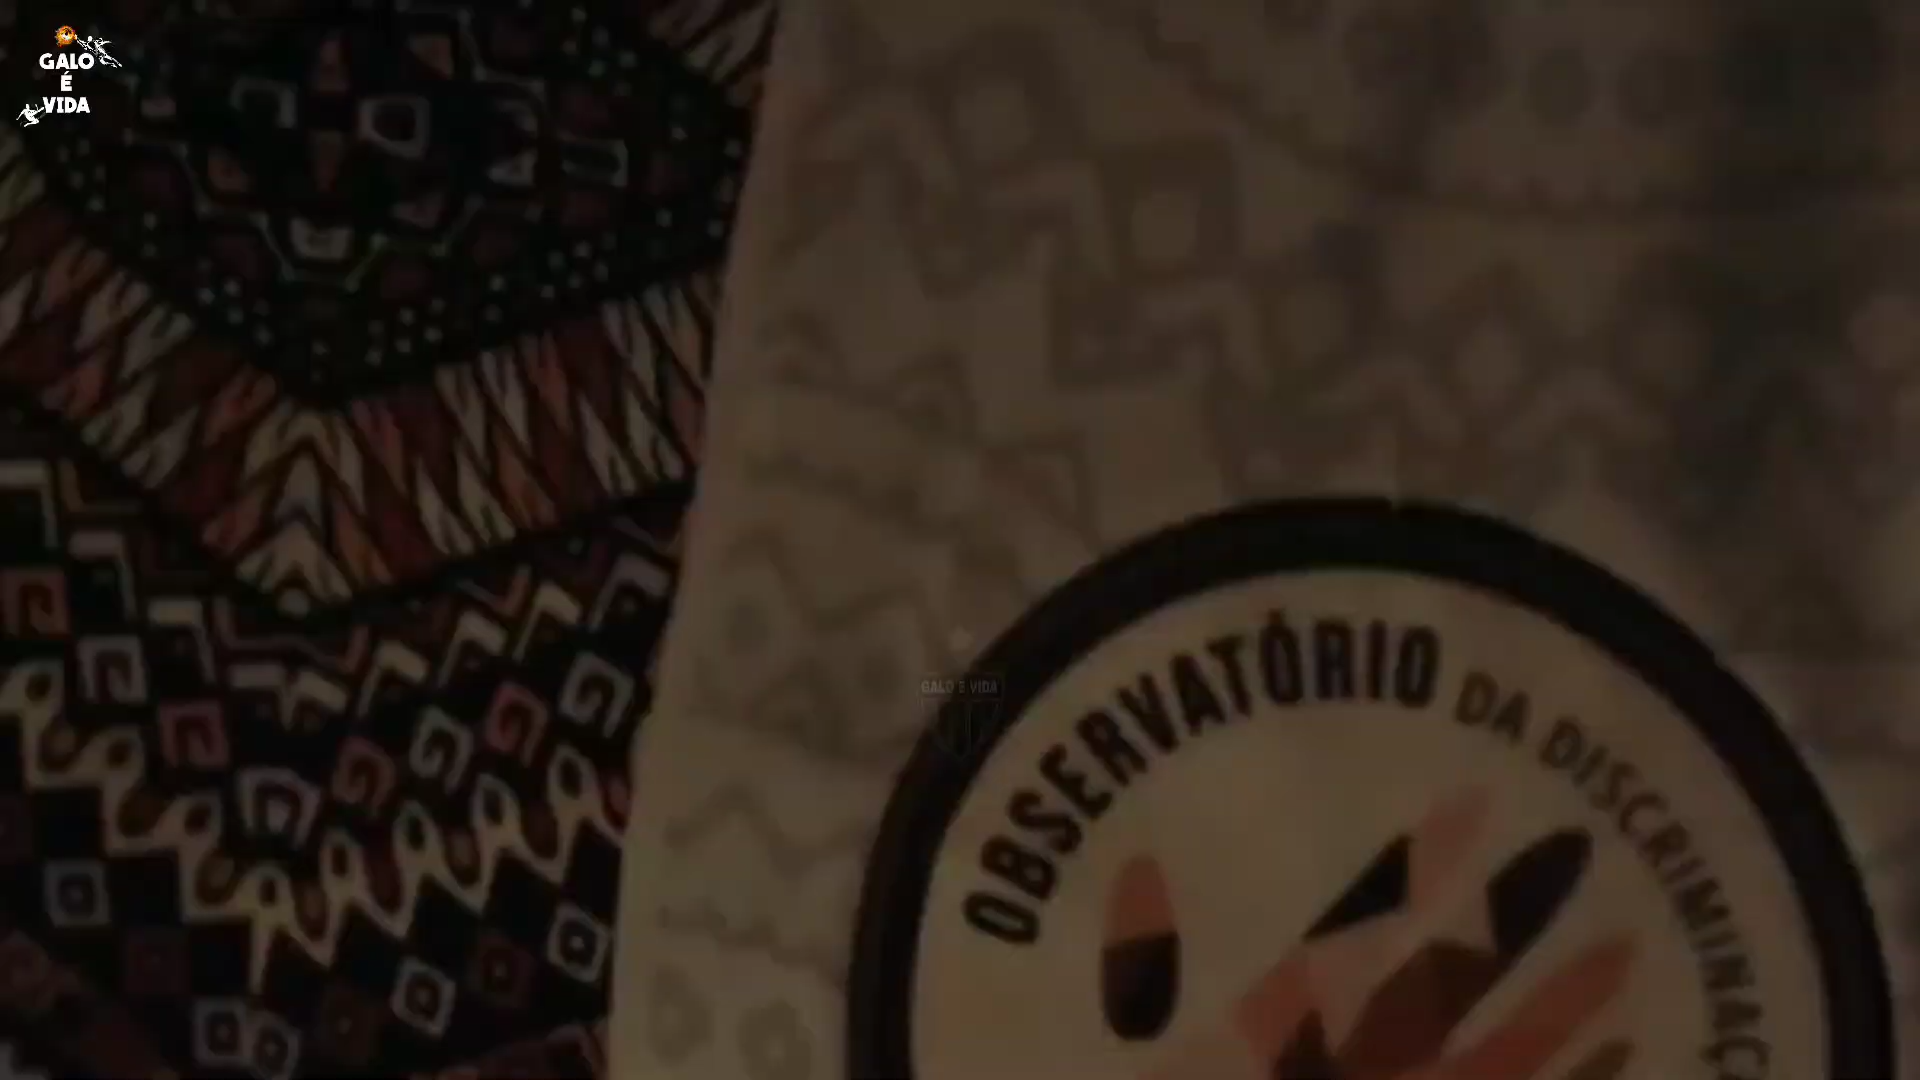 GALO
É
VIDA
GALO É VIDA
OBSERVATÓRIO DA DISCRIMINAÇ